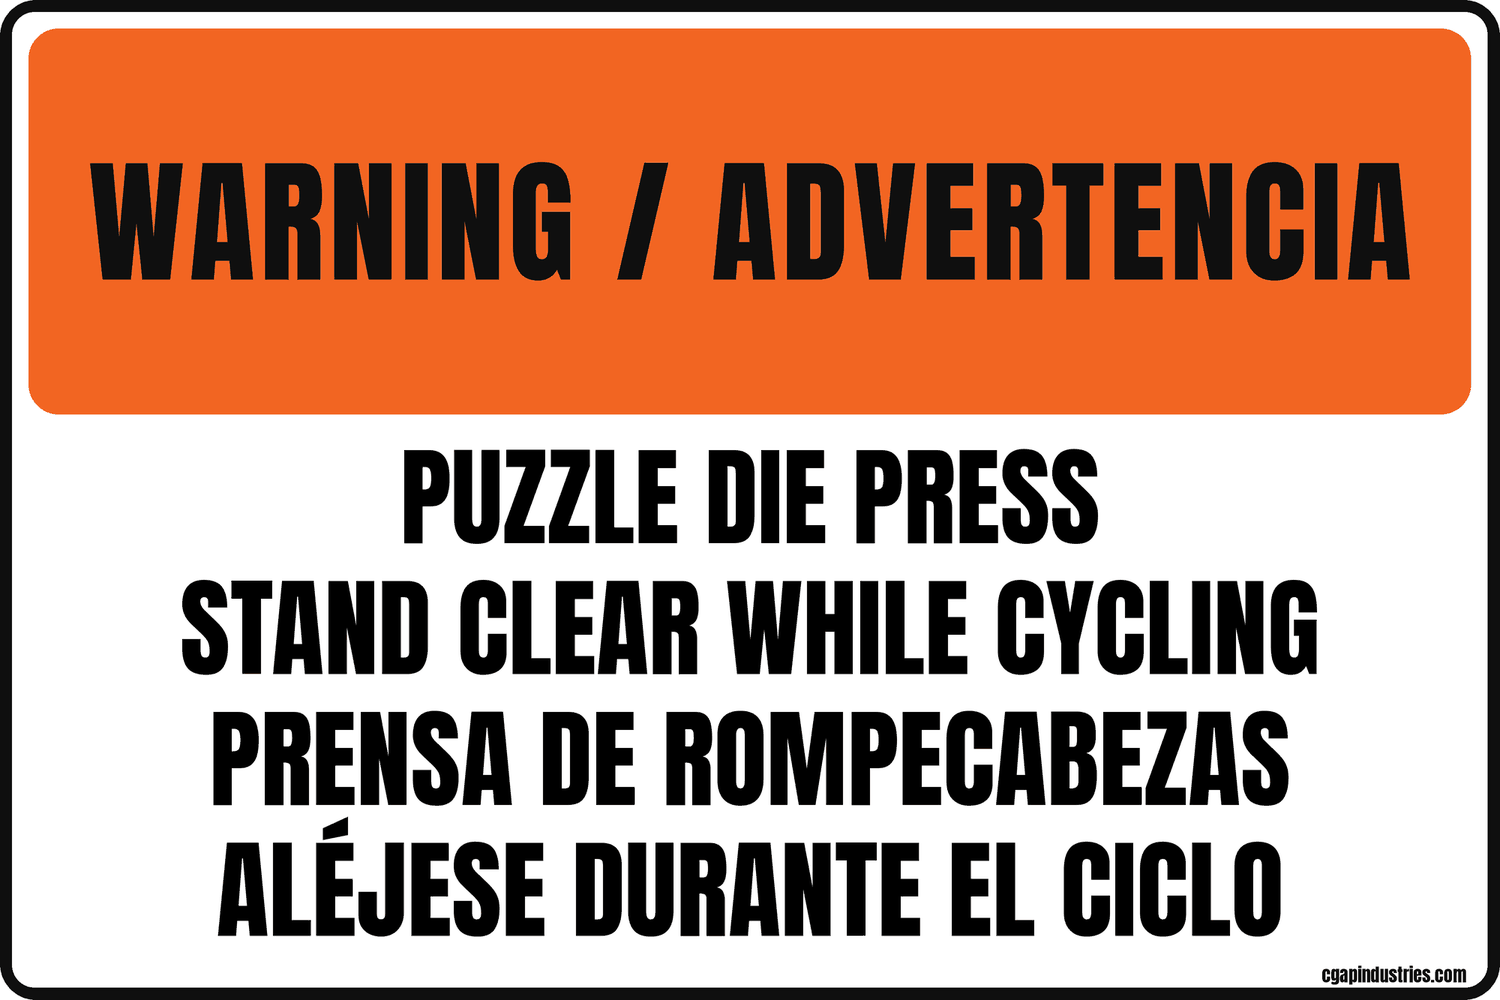 WARNING / ADVERTENCIA
PUZZLE DIE PRESS
STAND CLEAR WHILE CYCLING
PRENSA DE ROMPECABEZAS
ALÉJESE DURANTE EL CICLO
cgapindustries.com